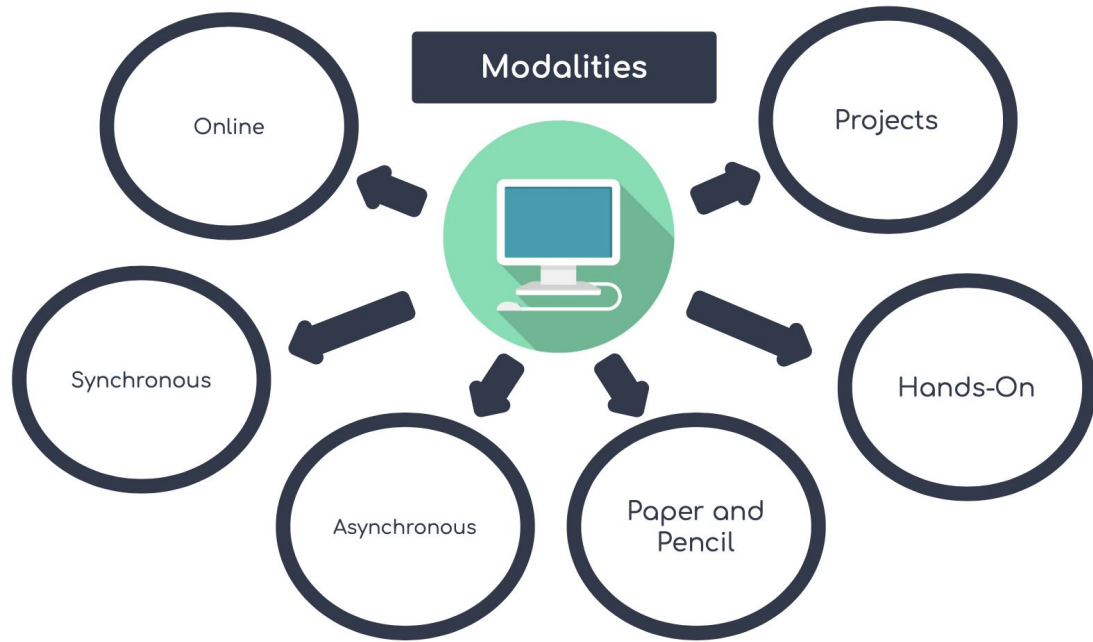 Modalities
Online
Projects
Synchronous
Hands-On
Asynchronous
Paper and
Pencil